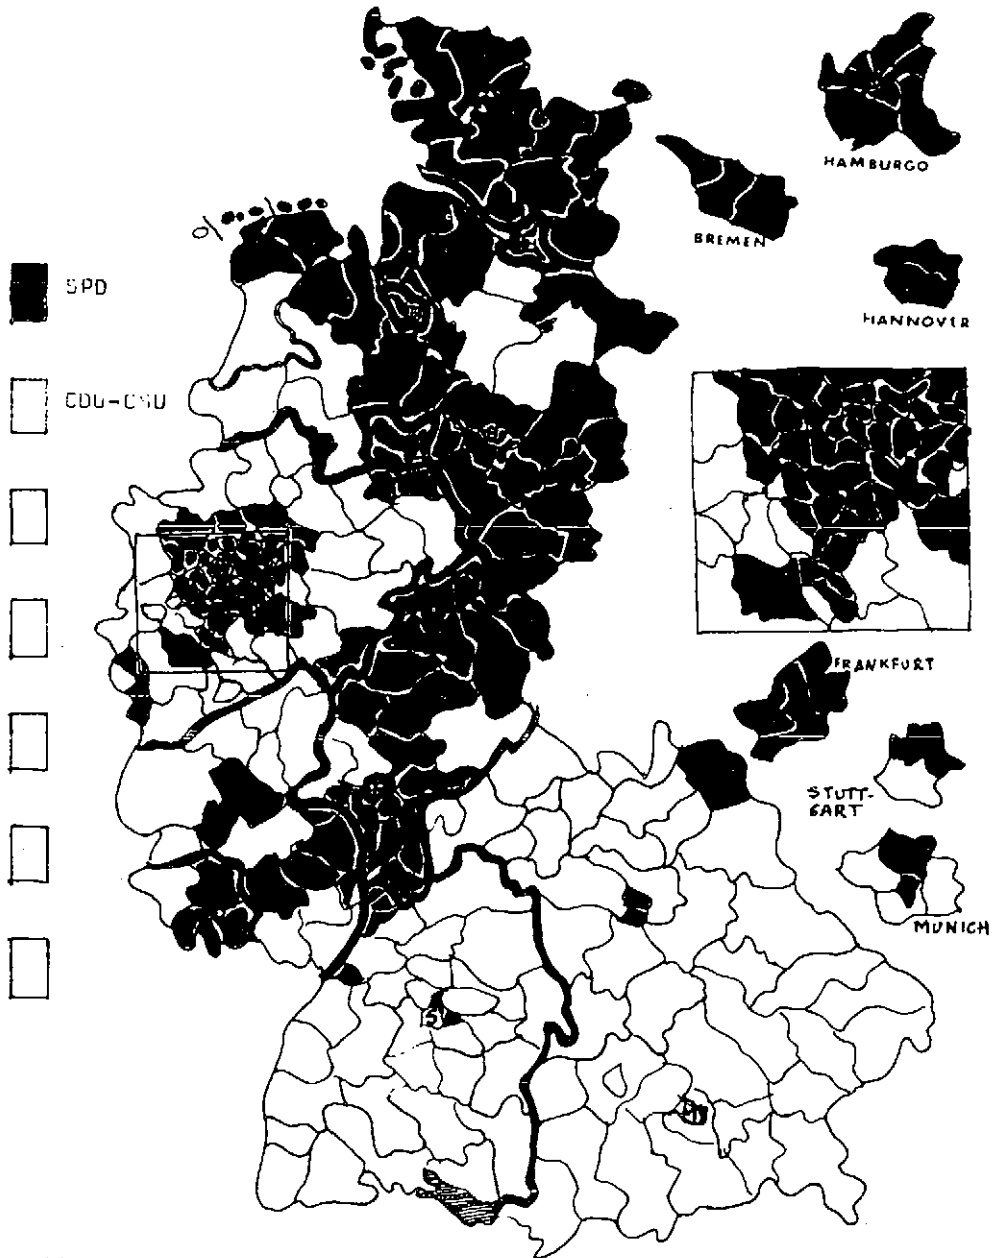 HAMBURGO
BREMEN
HANNOVER
SPD
CDU-CSU
FRANKFURT
STUTT-
GART
MUNICH